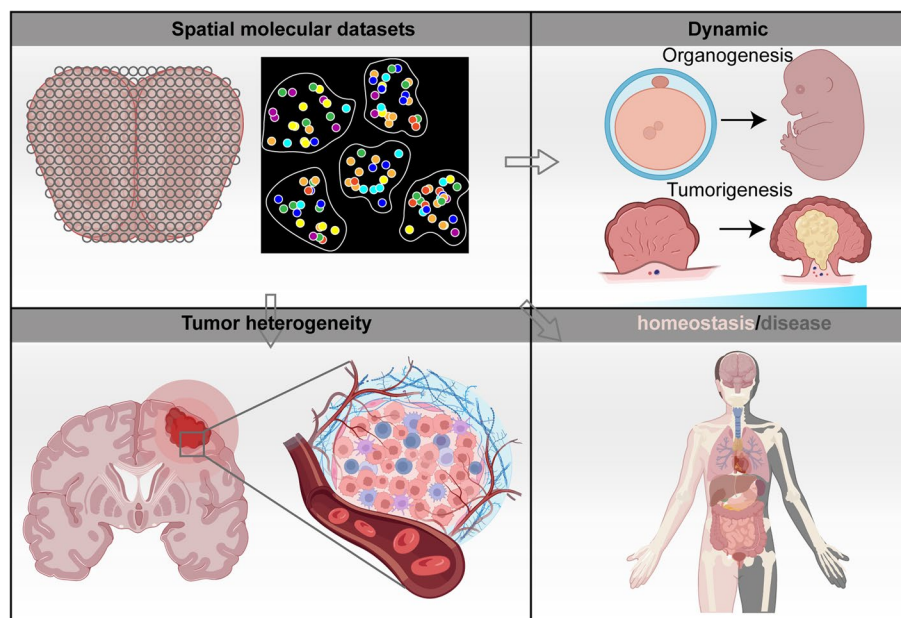 Spatial molecular datasets
Dynamic
Organogenesis
Tumorigenesis
Tumor heterogeneity
homeostasis/disease